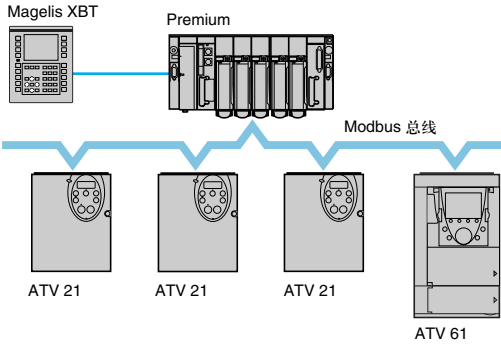 Magelis XBT
Premium
Modbus 总线
ATV 21
ATV 21
ATV 21
ATV 61